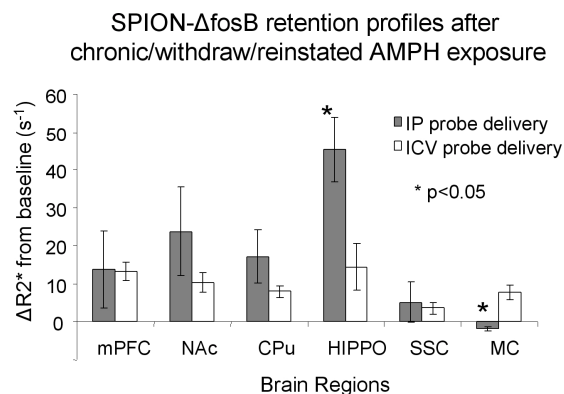 SPION-ΔfosB retention profiles after
chronic/withdraw/reinstated AMPH exposure
ΔR2* from baseline (s-1)
60
50
40
30
20
10
0
-10
*
*
IP probe delivery
ICV probe delivery
* p<0.05
mPFC NAc CPu HIPPO SSC MC
Brain Regions